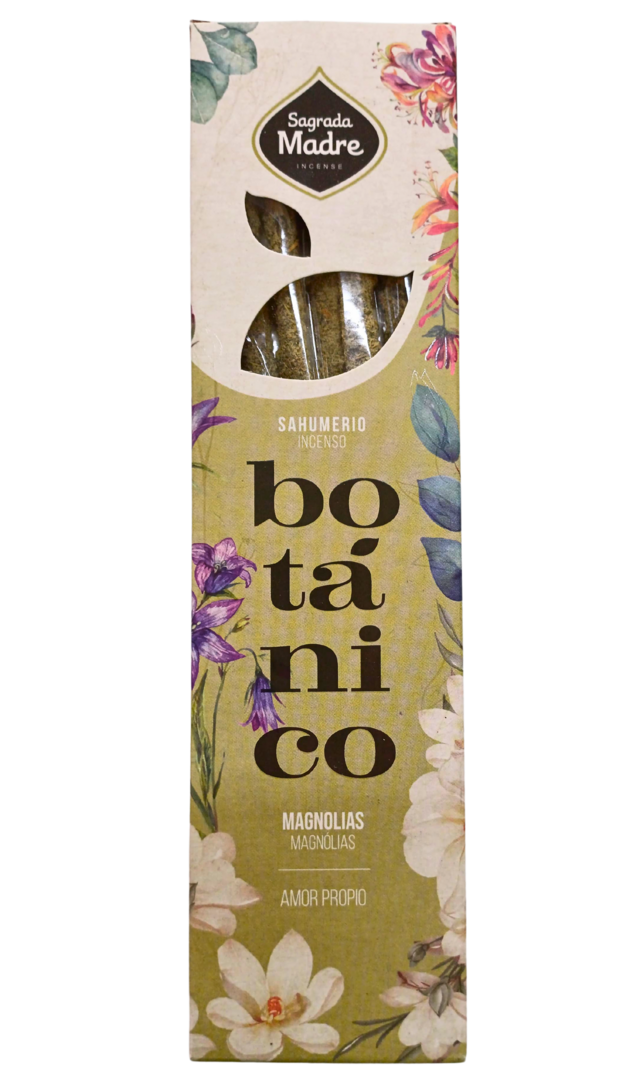 Sagrada
Madre
INCENSE
SAHUMERIO
INCENSO
bo
tá
ni
co
MAGNOLIAS
MAGNÓLIAS
AMOR PROPIO